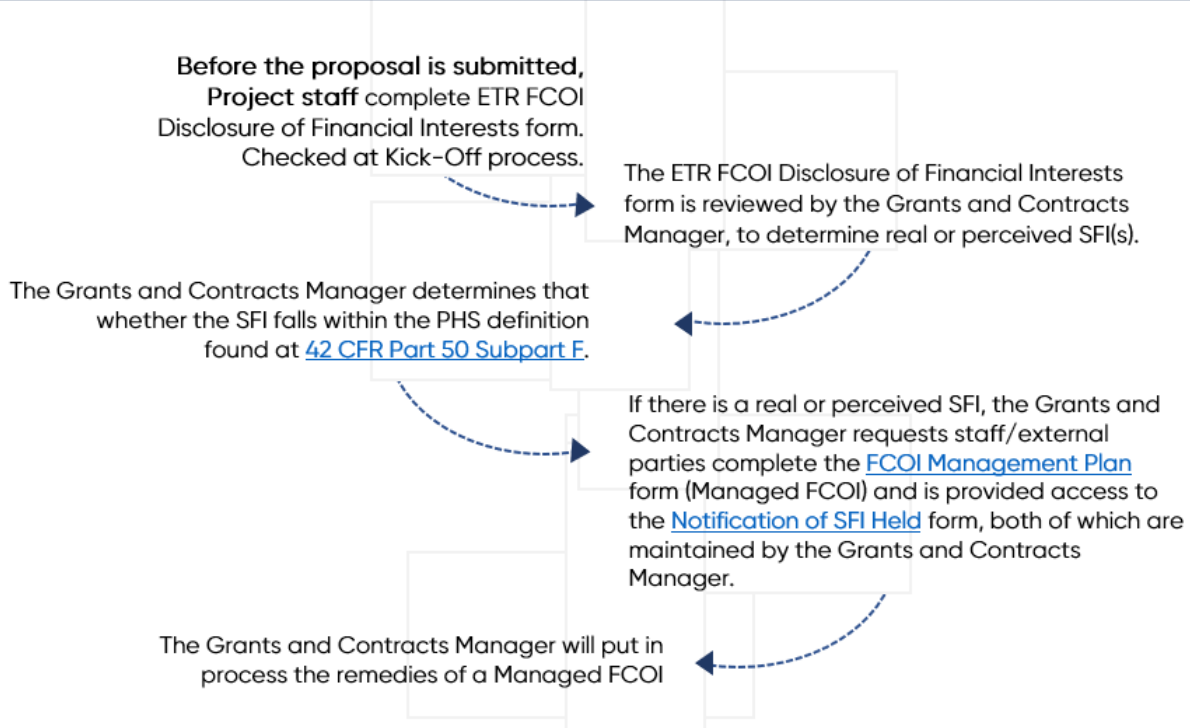 Before the proposal is submitted,
Project staff complete ETR FCOI
Disclosure of Financial Interests form.
Checked at Kick-Off process.
The ETR FCOI Disclosure of Financial Interests
form is reviewed by the Grants and Contracts
Manager, to determine real or perceived SFI(s).
The Grants and Contracts Manager determines that
whether the SFI falls within the PHS definition
found at 42 CFR Part 50 Subpart F.
If there is a real or perceived SFI, the Grants and
Contracts Manager requests staff/external
parties complete the FCOI Management Plan
form (Managed FCOI) and is provided access to
the Notification of SFI Held form, both of which are
maintained by the Grants and Contracts
Manager.
The Grants and Contracts Manager will put in
process the remedies of a Managed FCOI